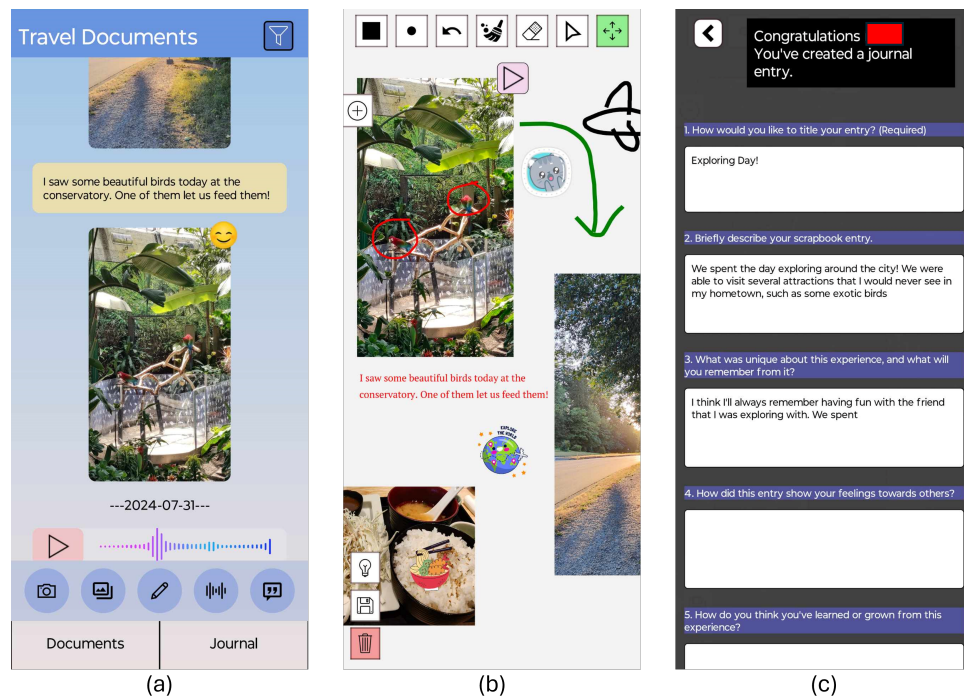 Travel Documents
I saw some beautiful birds today at the
conservatory. One of them let us feed them!
---2024-07-31---
Documents
Journal
(a)
I saw some beautiful birds today at the
conservatory. One of them let us feed them!
EXPLORE
THE WORLD
(b)
Congratulations
You've created a journal
entry.
1. How would you like to title your entry? (Required)
Exploring Day!
2. Briefly describe your scrapbook entry.
We spent the day exploring around the city! We were
able to visit several attractions that I would never see in
my hometown, such as some exotic birds
3. What was unique about this experience, and what will
you remember from it?
I think I'll always remember having fun with the friend
that I was exploring with. We spent
4. How did this entry show your feelings towards others?
5. How do you think you've learned or grown from this
experience?
(c)